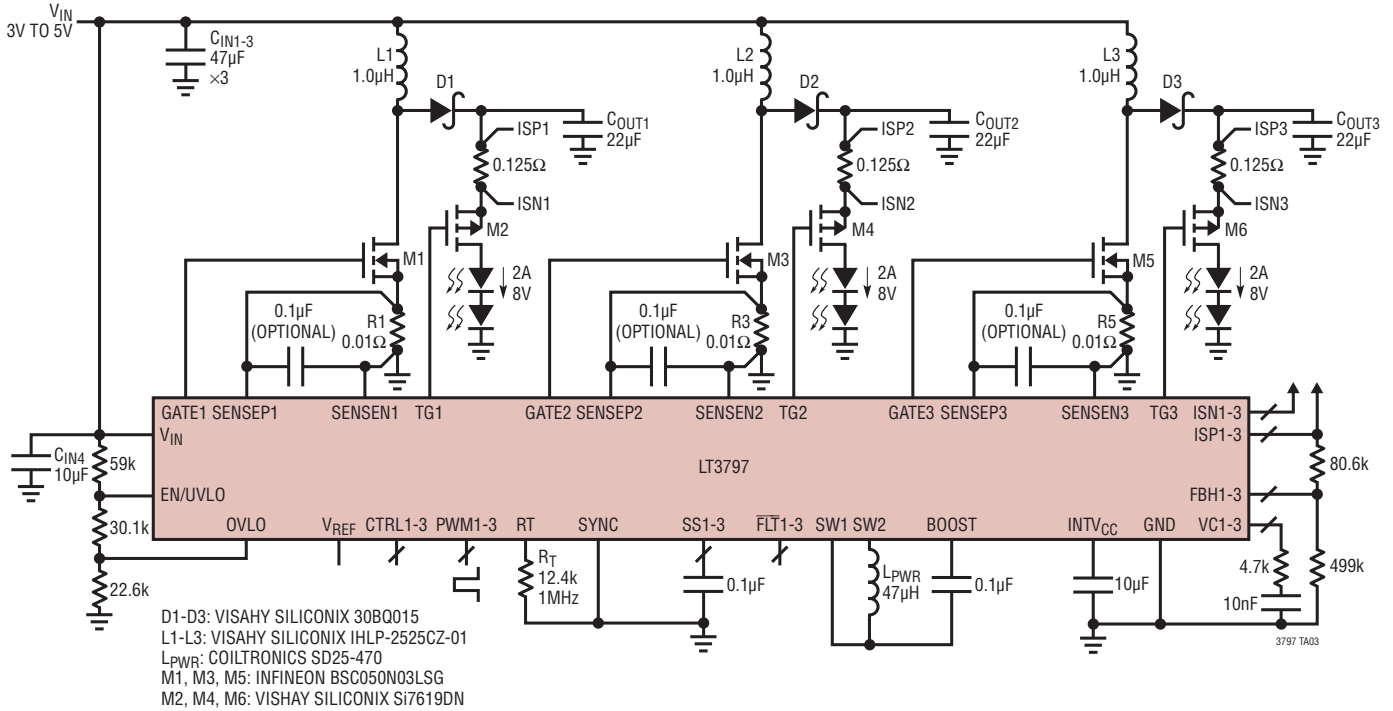 VIN
3V TO 5V
CIN1-3
47µF
×3
L1
1.0µH
D1
ISP1
0.125Ω
ISN1
COUT1
22µF
M2
M1
2A
8V
0.1µF
(OPTIONAL)
R1
0.01Ω
L2
1.0µH
D2
ISP2
0.125Ω
ISN2
COUT2
22µF
M4
M3
2A
8V
0.1µF
(OPTIONAL)
R3
0.01Ω
L3
1.0µH
D3
ISP3
0.125Ω
ISN3
COUT3
22µF
M6
M5
2A
8V
0.1µF
(OPTIONAL)
R5
0.01Ω
GATE1 SENSEP1 SENSEN1 TG1 GATE2 SENSEP2 SENSEN2 TG2 GATE3 SENSEP3 SENSEN3 TG3 ISN1-3
VIN
ISP1-3
CIN4
10µF
59k
LT3797
80.6k
EN/UVLO
FBH1-3
30.1k
OVLO VREF CTRL1-3 PWM1-3 RT SYNC SS1-3 FLT1-3 SW1 SW2 BOOST INTVCC GND VC1-3
22.6k
RT
12.4k
1MHz
0.1µF
LPWR
47µH
0.1µF
10µF
4.7k
499k
10nF
3797 TA03
D1-D3: VISAHY SILICONIX 30BQ015
L1-L3: VISAHY SILICONIX IHLP-2525CZ-01
LPWR: COILTRONICS SD25-470
M1, M3, M5: INFINEON BSC050N03LSG
M2, M4, M6: VISHAY SILICONIX Si7619DN